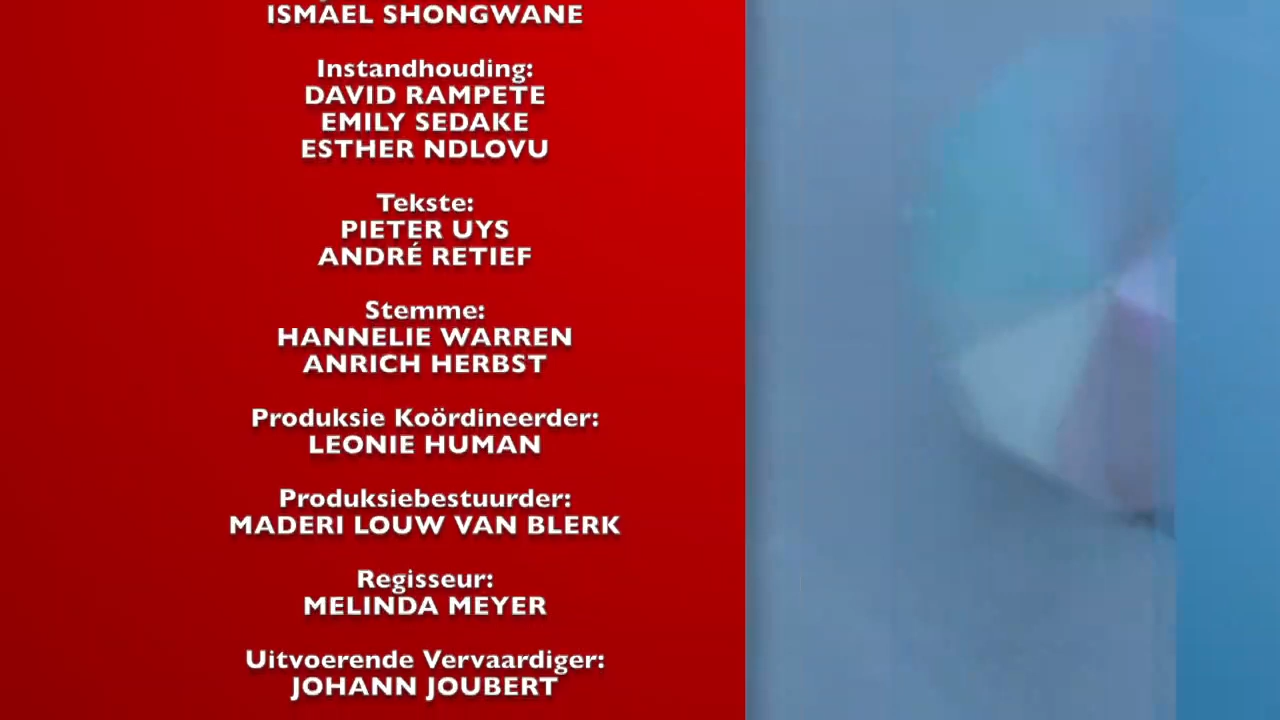 ISMAEL SHONGWANE
Instandhouding:
DAVID RAMPETE
EMILY SEDAKE
ESTHER NDLOVU
Tekste:
PIETER UYS
ANDRÉ RETIEF
Stemme:
HANNELIE WARREN
ANRICH HERBST
Produksie Koördineerder:
LEONIE HUMAN
Produksiebestuurder:
MADERI LOUW VAN BLERK
Regisseur:
MELINDA MEYER
Uitvoerende Vervaardiger:
JOHANN JOUBERT